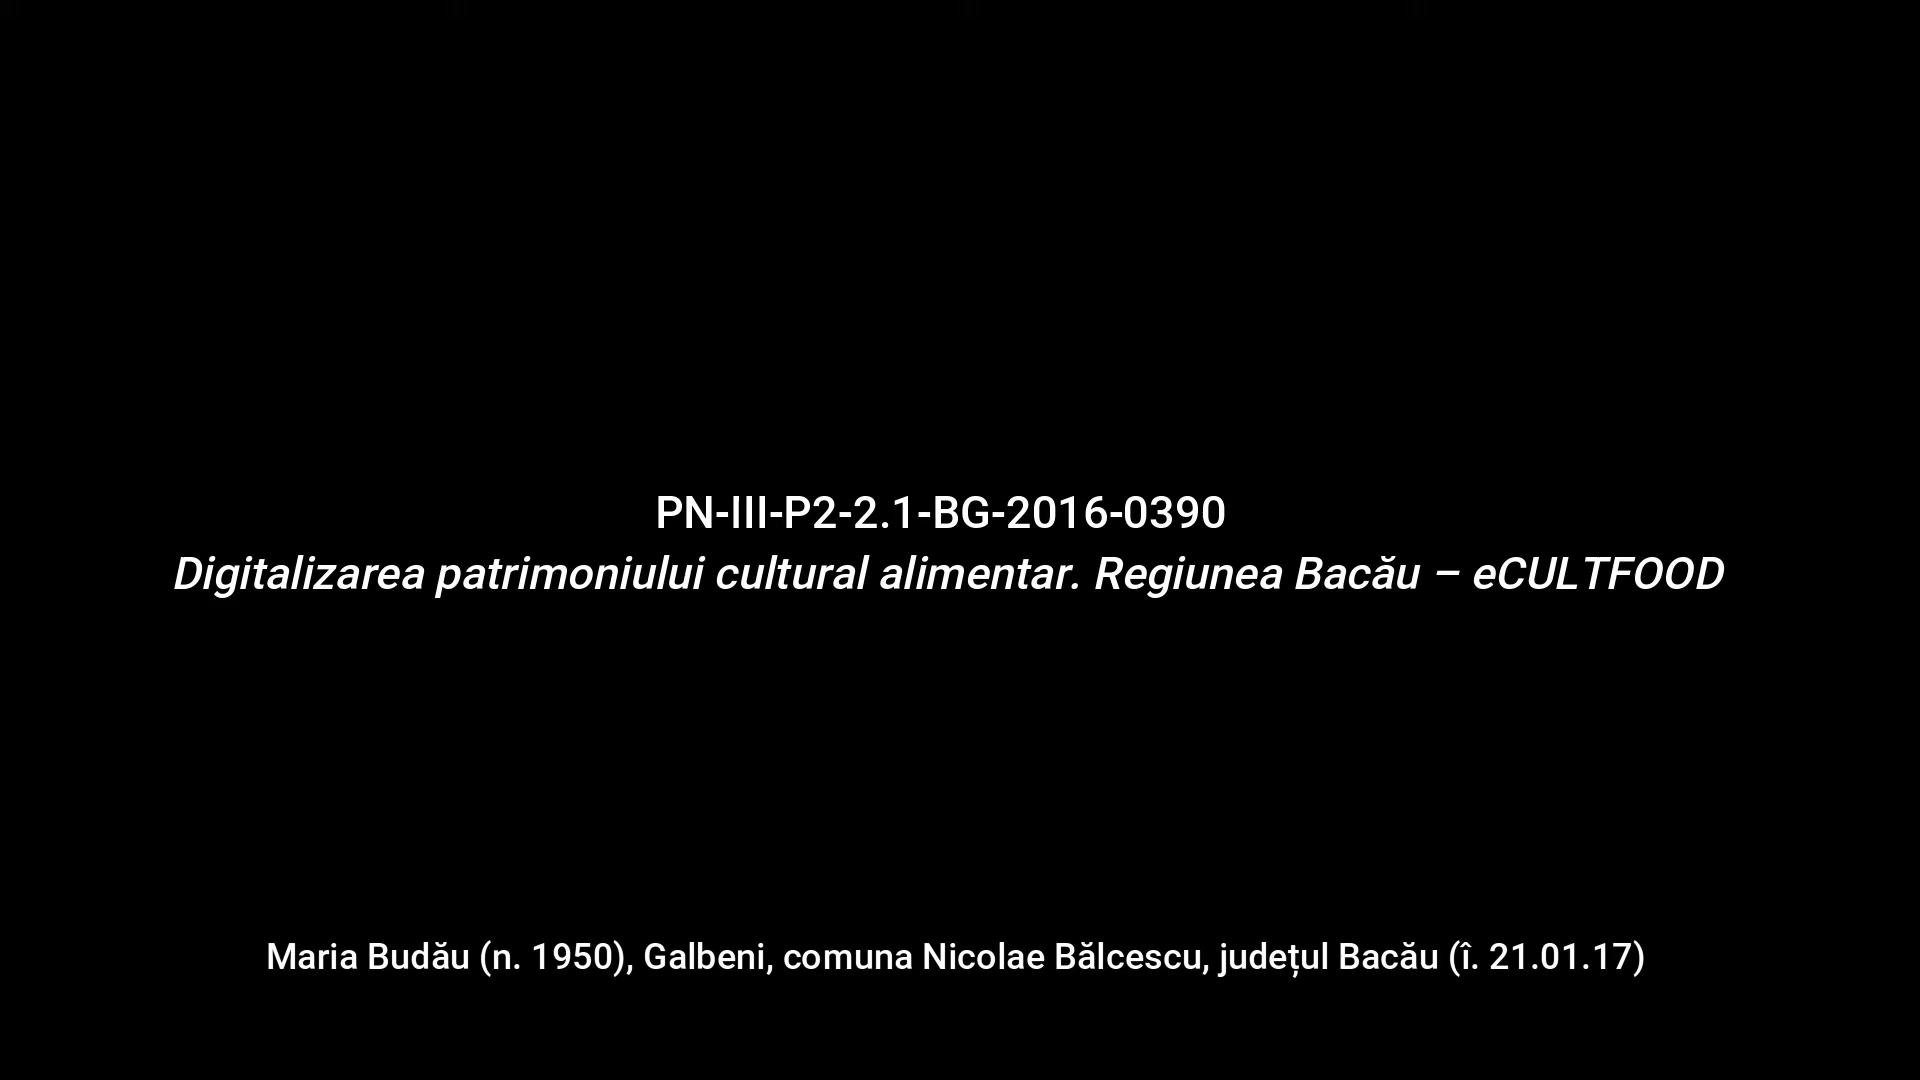 PN-III-P2-2.1-BG-2016-0390
Digitalizarea patrimoniului cultural alimentar. Regiunea Bacău – eCULTFOOD
Maria Budău (n. 1950), Galbeni, comuna Nicolae Bălcescu, județul Bacău (î. 21.01.17)